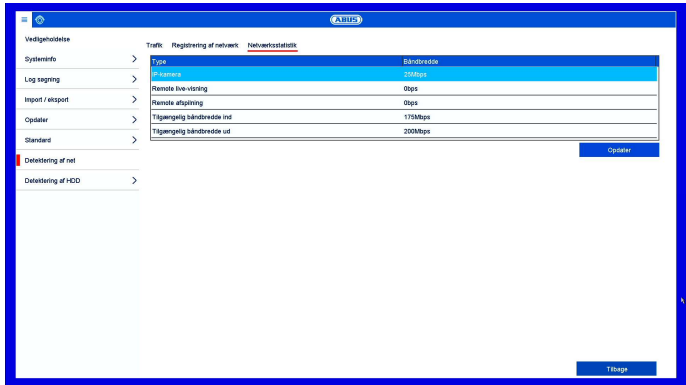 ABUS
Vedligeholdelse
Systeminfo
Log søgning
Import / eksport
Opdater
Standard
Detektering af net
Detektering af HDD
Trafik Registrering af netværk Netværksstatistik
Type Båndbredde
IP-kamera 25Mbps
Remote live-visning 0bps
Remote afspilning 0bps
Tilgængelig båndbredde ind 175Mbps
Tilgængelig båndbredde ud 200Mbps
Opdater
Tilbage